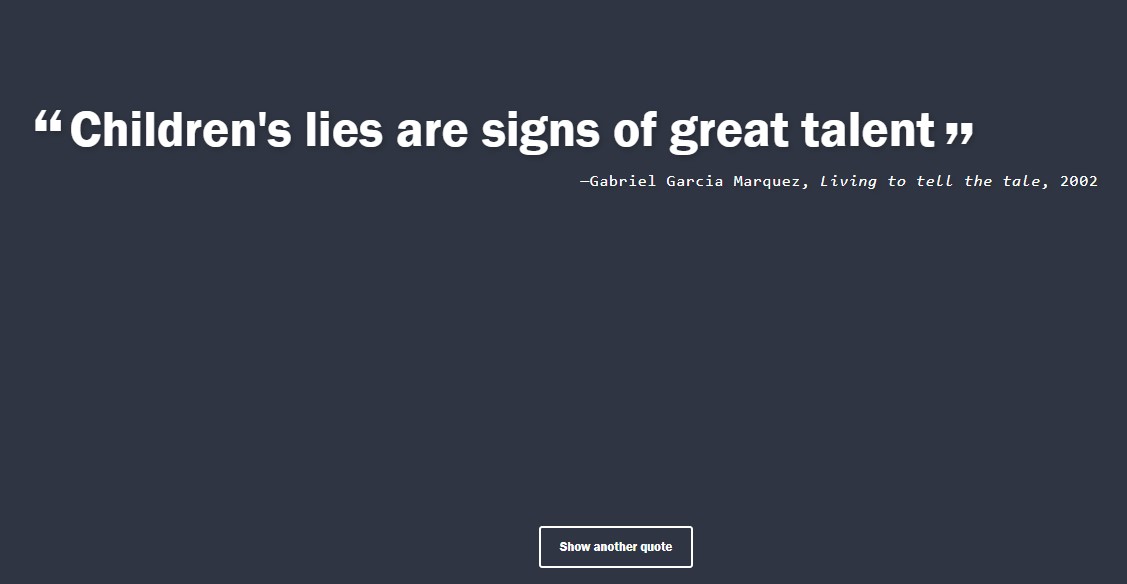 “Children's lies are signs of great talent”
—Gabriel Garcia Marquez, Living to tell the tale, 2002
Show another quote